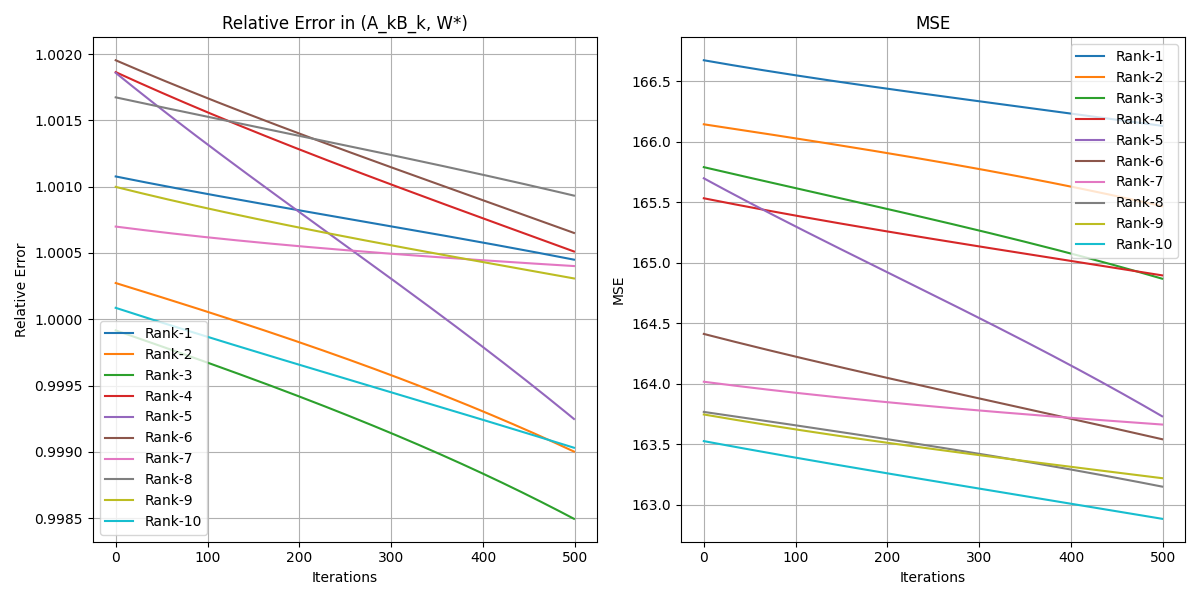 Relative Error in (A_kB_k, W*)
Relative Error
1.0020
1.0015
1.0010
1.0005
1.0000
0.9995
0.9990
0.9985
Rank-1
Rank-2
Rank-3
Rank-4
Rank-5
Rank-6
Rank-7
Rank-8
Rank-9
Rank-10
0 100 200 300 400 500
Iterations
MSE
MSE
166.5
166.0
165.5
165.0
164.5
164.0
163.5
163.0
Rank-1
Rank-2
Rank-3
Rank-4
Rank-5
Rank-6
Rank-7
Rank-8
Rank-9
Rank-10
0 100 200 300 400 500
Iterations